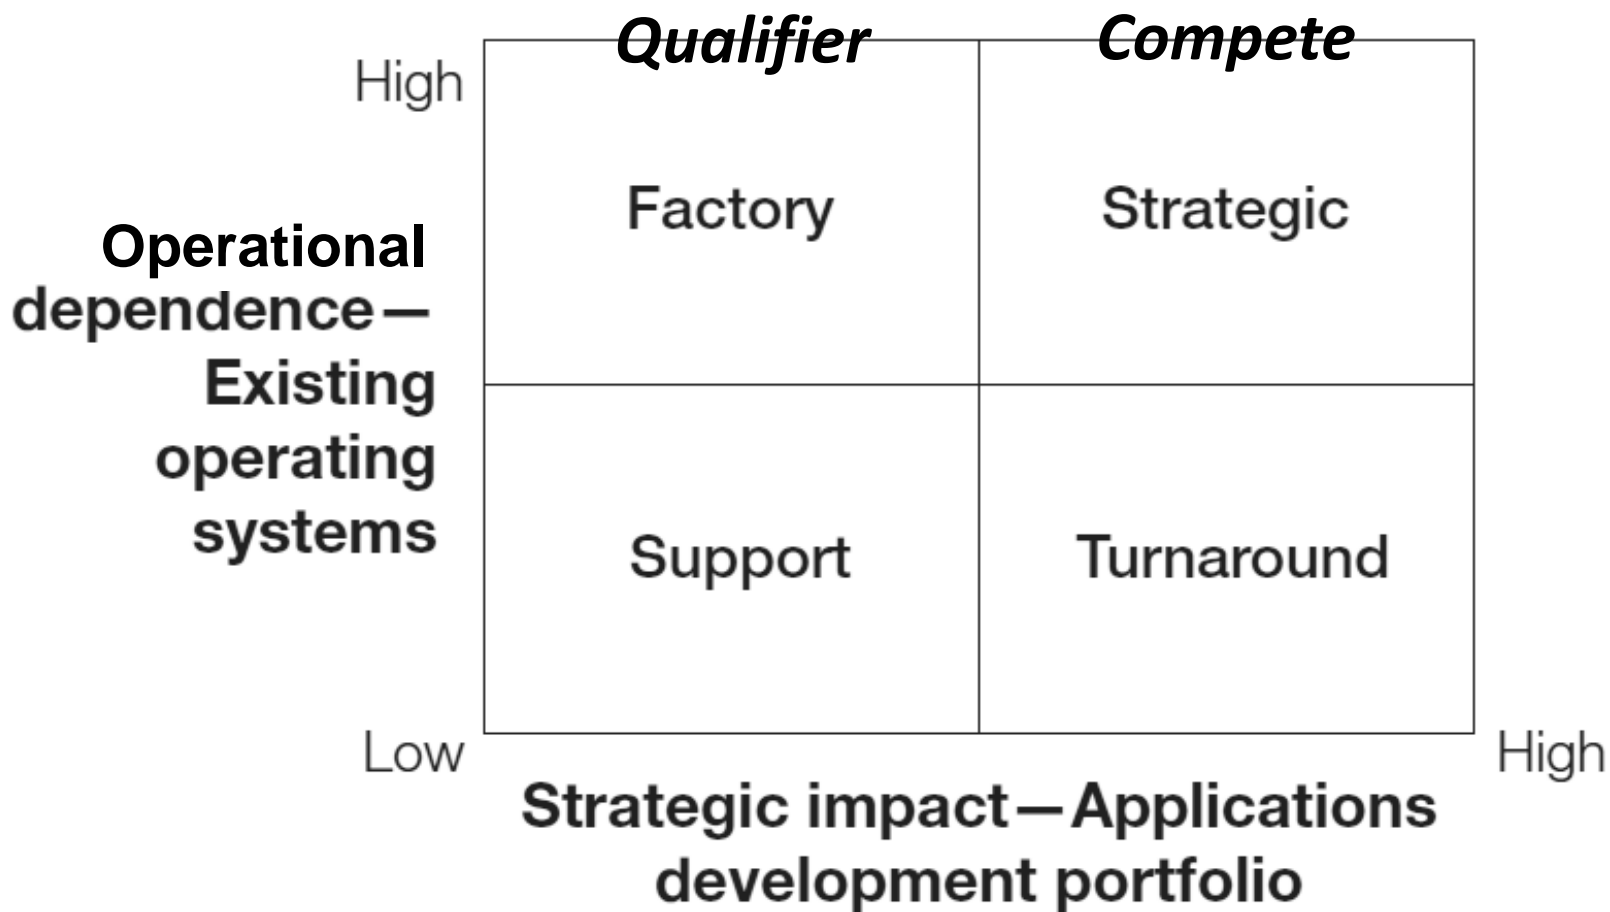 Qualifier
Compete
High
Factory
Strategic
Operational
dependence—
Existing
operating
systems
Support
Turnaround
Low
High
Strategic impact—Applications
development portfolio